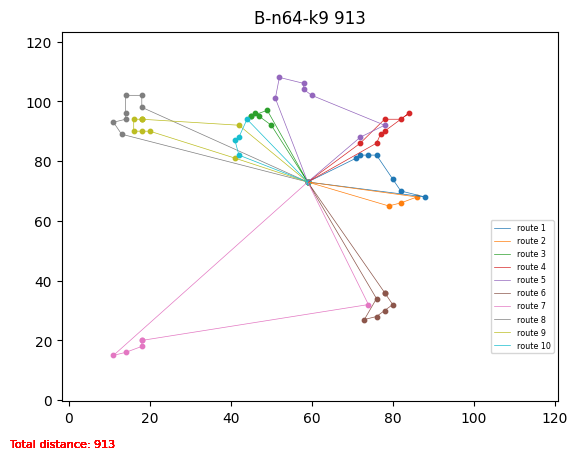 B-n64-k9 913
120
100
80
60
40
20
0
0 20 40 60 80 100 120
route 1
route 2
route 3
route 4
route 5
route 6
route 7
route 8
route 9
route 10
Total distance: 913